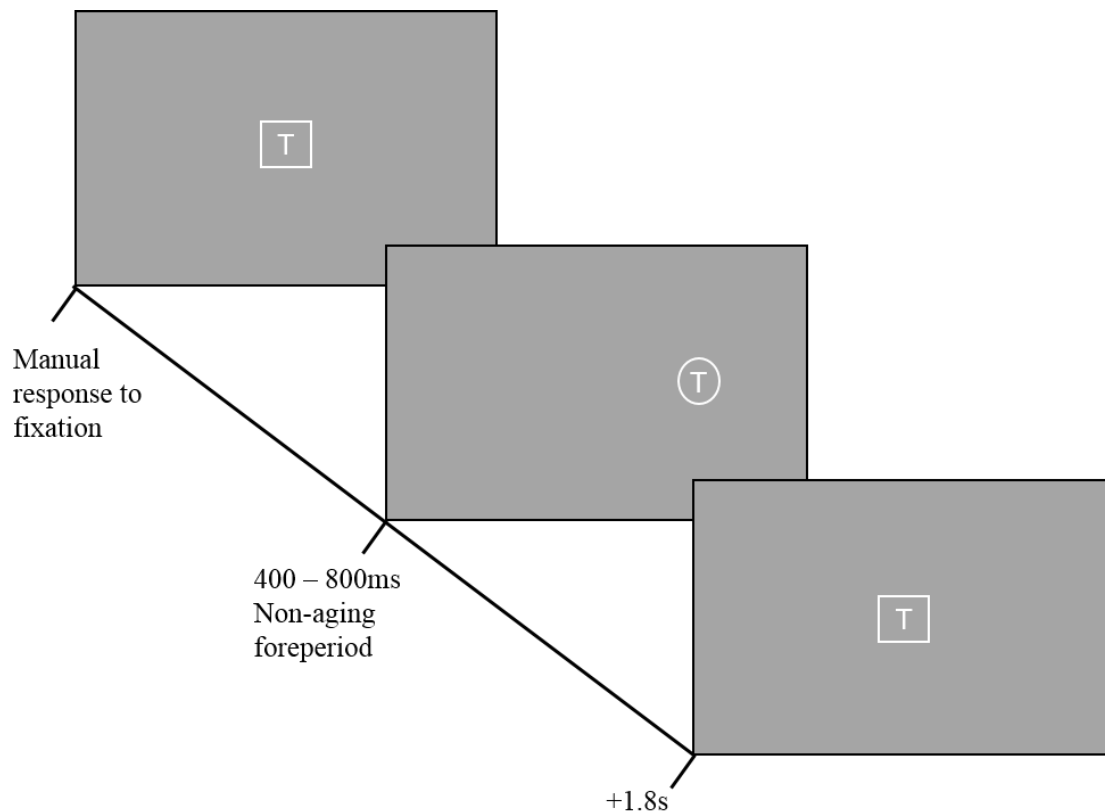 T
Manual
response to
fixation
T
400 – 800ms
Non-aging
foreperiod
T
+1.8s